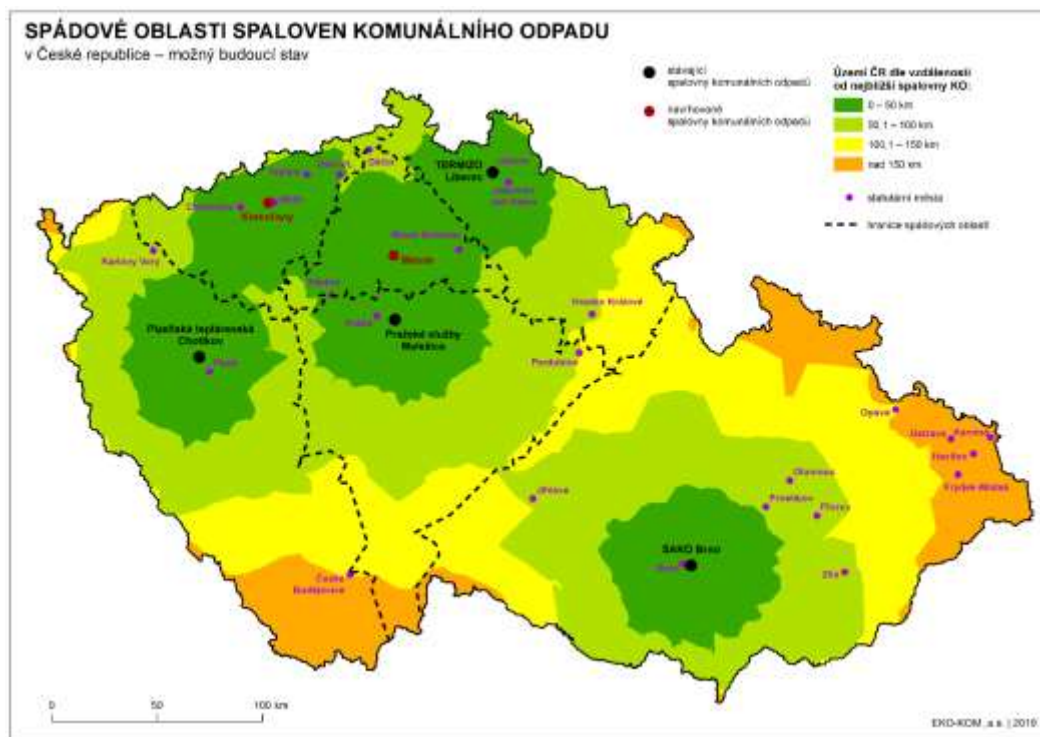 SPÁDOVÉ OBLASTI SPALOVEN KOMUNÁLNÍHO ODPADU
v České republice – možný budoucí stav
stávající
spalovny komunálních odpadů
navrhované
spalovny komunálních odpadů
Území ČR dle vzdálenosti
od nejbližší spalovny KO:
0 – 50 km
50,1 – 100 km
100,1 – 150 km
nad 150 km
statutární města
hranice spádových oblastí
Děčín
TERMIZO
Liberec
Liberec
Jablonec
nad Nisou
Teplice
Chomutov
Most
Komořany
Mladá Boleslav
Mělník
Karlovy Vary
Kladno
Hradec Králové
Plzeňská teplárenská
Chotíkov
Praha
Pražské služby
Malešice
Plzeň
Pardubice
Opava
Ostrava
Karviná
Havířov
Frýdek-Místek
Olomouc
Jihlava
Prostějov
Přerov
SAKO Brno
Brno
Zlín
České
Budějovice
0
50
100 km
EKO-KOM, a.s. | 2019